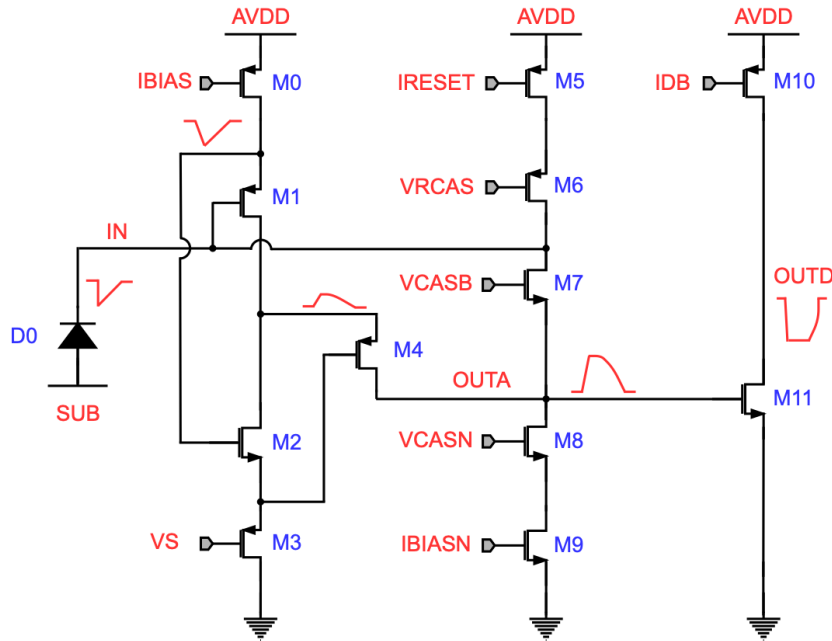 AVDD
AVDD
AVDD
IBIAS
M0
IRESET
M5
IDB
M10
M1
VRCAS
M6
IN
VCASB
M7
OUTD
D0
M4
OUTA
M11
SUB
M2
VCASN
M8
VS
M3
IBIASN
M9